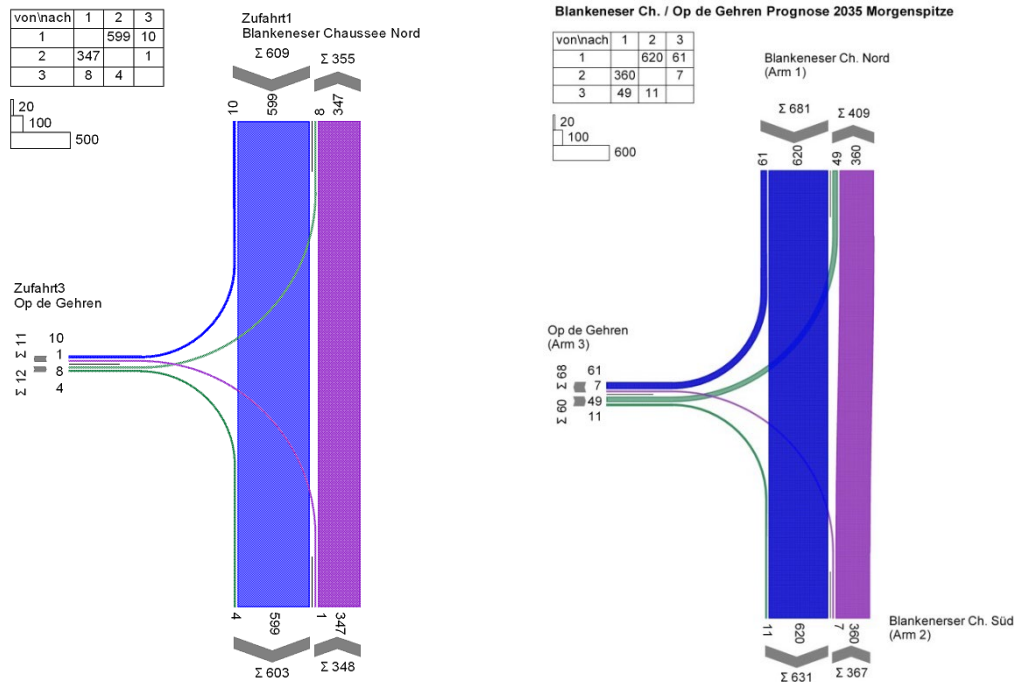 von\nach 1 2 3
1 599 10
2 347 1
3 8 4
20
100
500
Zufahrt1
Blankeneser Chaussee Nord
Σ 609 Σ 355
10 599 8 347
Zufahrt3
Op de Gehren
Σ 11
10
1
Σ 12
8
4
4 599 1 347
Σ 603 Σ 348
Blankeneser Ch. / Op de Gehren Prognose 2035 Morgenspitze
von\nach 1 2 3
1 620 61
2 360 7
3 49 11
20
100
600
Blankeneser Ch. Nord
(Arm 1)
Σ 681 Σ 409
61 620 49 360
Op de Gehren
(Arm 3)
Σ 68
61
7
Σ 60
49
11
11 620 7 360
Σ 631 Σ 367
Blankenerser Ch. Süd
(Arm 2)